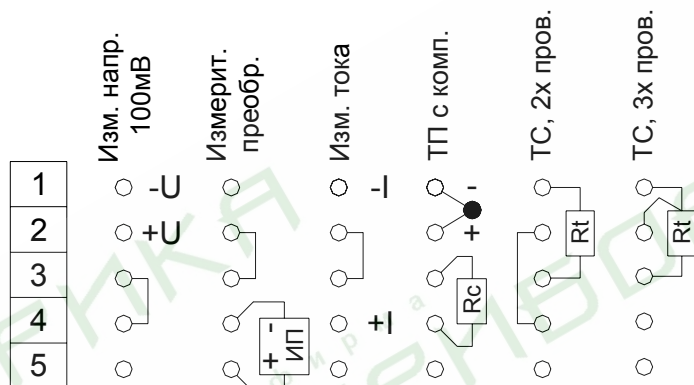 Изм. напр.
100мВ
Измерит.
преобр.
Изм. тока
ТП с комп.
ТС, 2х пров.
ТС, 3х пров.
1
-U
-I
-
2
+U
+
Rt
Rt
3
Rc
4
+I
- 
+
ИП
5
фирма